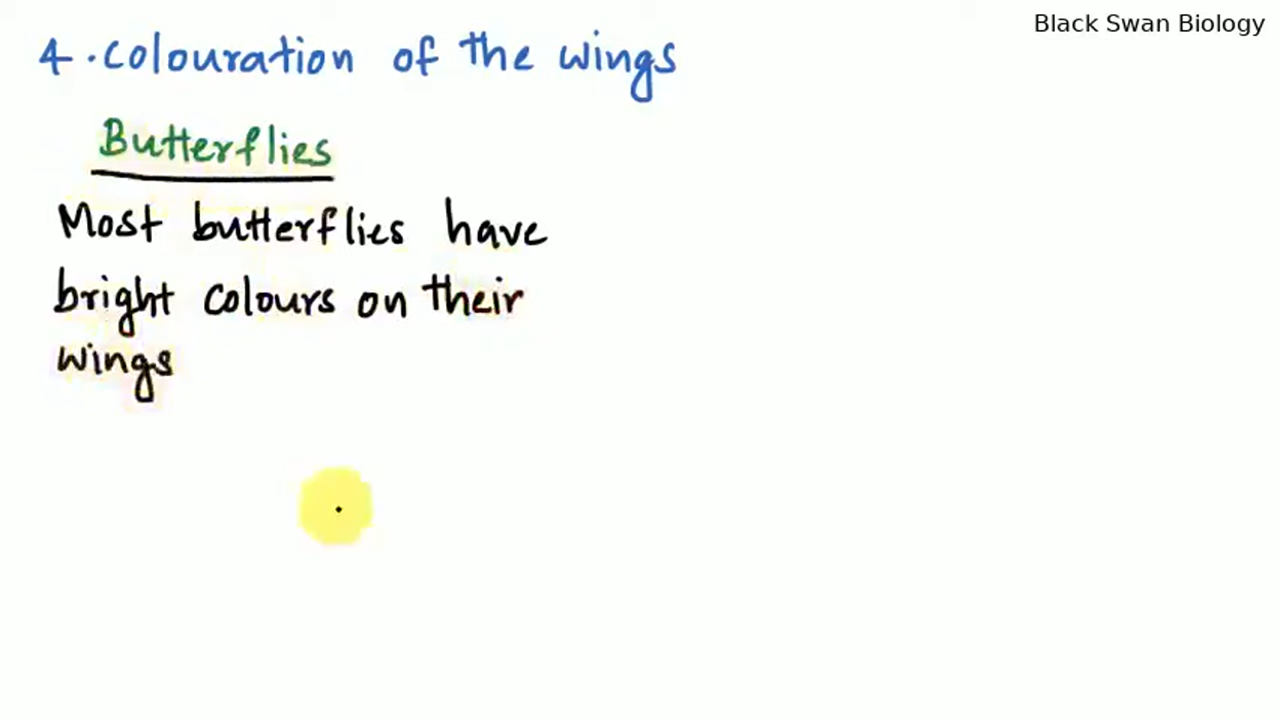 Black Swan Biology
4. Colouration of the wings
Butterflies
Most butterflies have
bright colours on their
wings